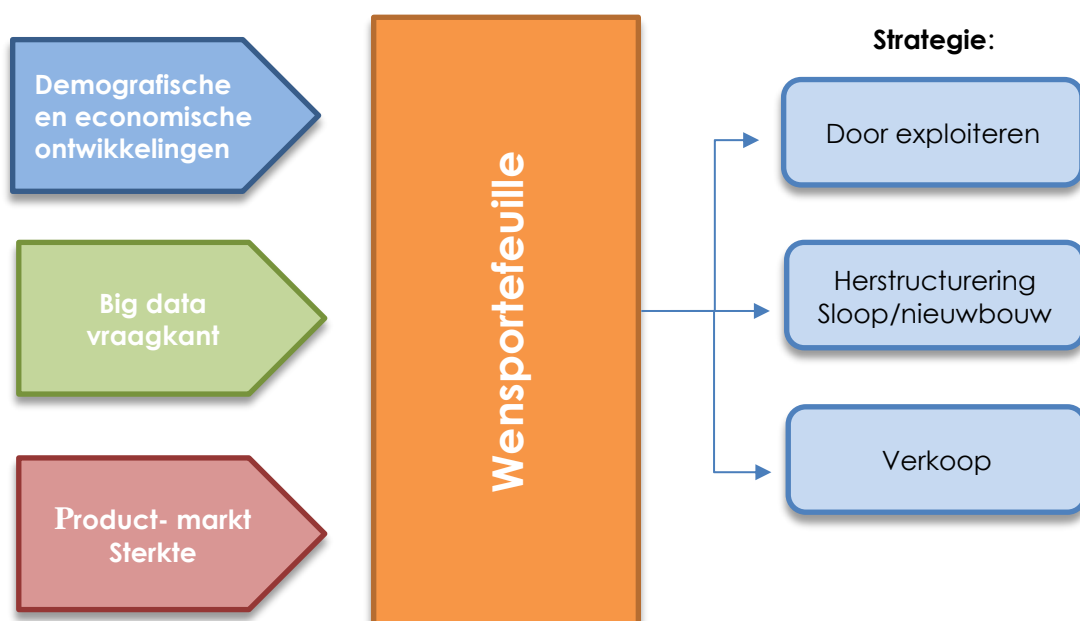 Demografische
en economische
ontwikkelingen
Big data
vraagkant
Product- markt
Sterkte
Wensportefeuille
Strategie:
Door exploiteren
Herstructurering
Sloop/nieuwbouw
Verkoop